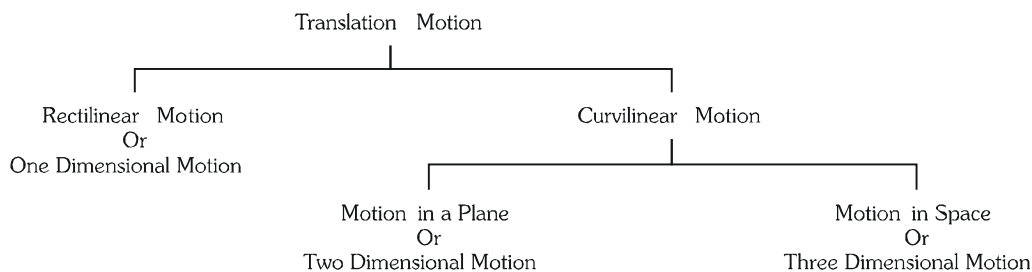 Translation Motion
Rectilinear Motion
Or
One Dimensional Motion
Curvilinear Motion
Motion in a Plane
Or
Two Dimensional Motion
Motion in Space
Or
Three Dimensional Motion